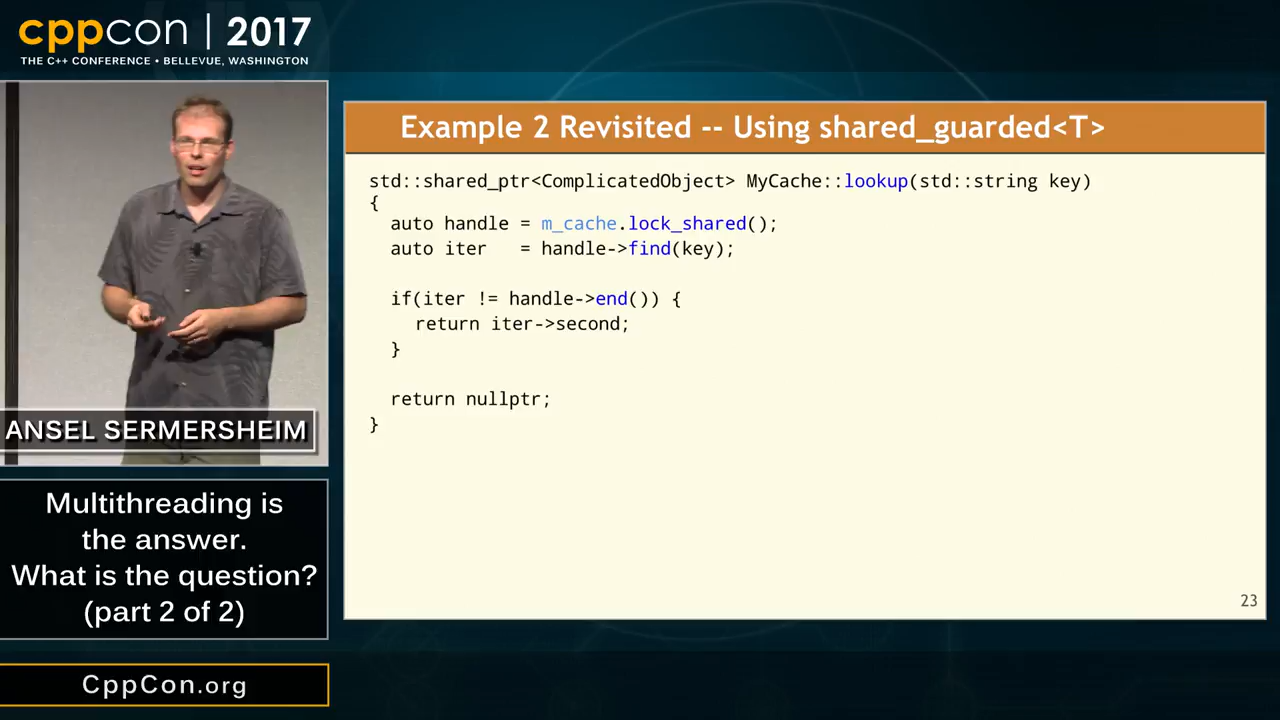 cppcon | 2017
THE C++ CONFERENCE • BELLEVUE, WASHINGTON
Example 2 Revisited -- Using shared_guarded<T>
std::shared_ptr<ComplicatedObject> MyCache::lookup(std::string key)
{
auto handle = m_cache.lock_shared();
auto iter = handle->find(key);
if(iter != handle->end()) {
return iter->second;
}
return nullptr;
}
23
ANSEL SERMERSHEIM
Multithreading is
the answer.
What is the question?
(part 2 of 2)
CppCon.org